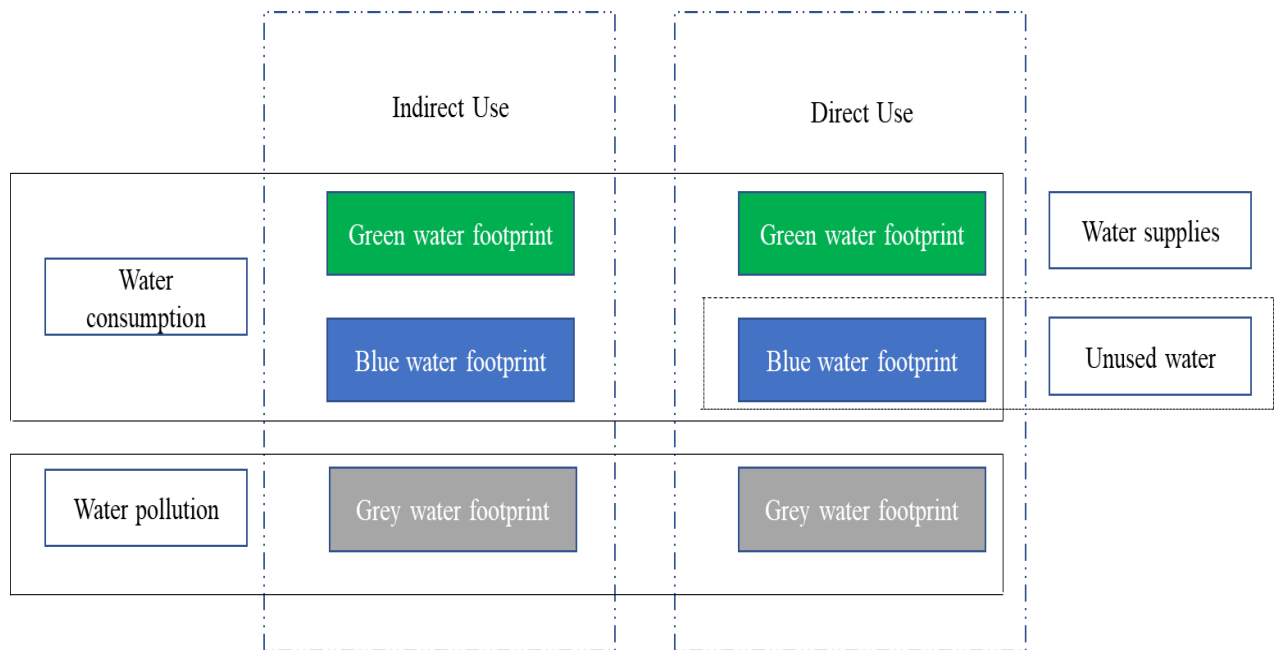 Indirect Use
Direct Use
Green water footprint
Green water footprint
Water supplies
Water
consumption
Blue water footprint
Blue water footprint
Unused water
Water pollution
Grey water footprint
Grey water footprint